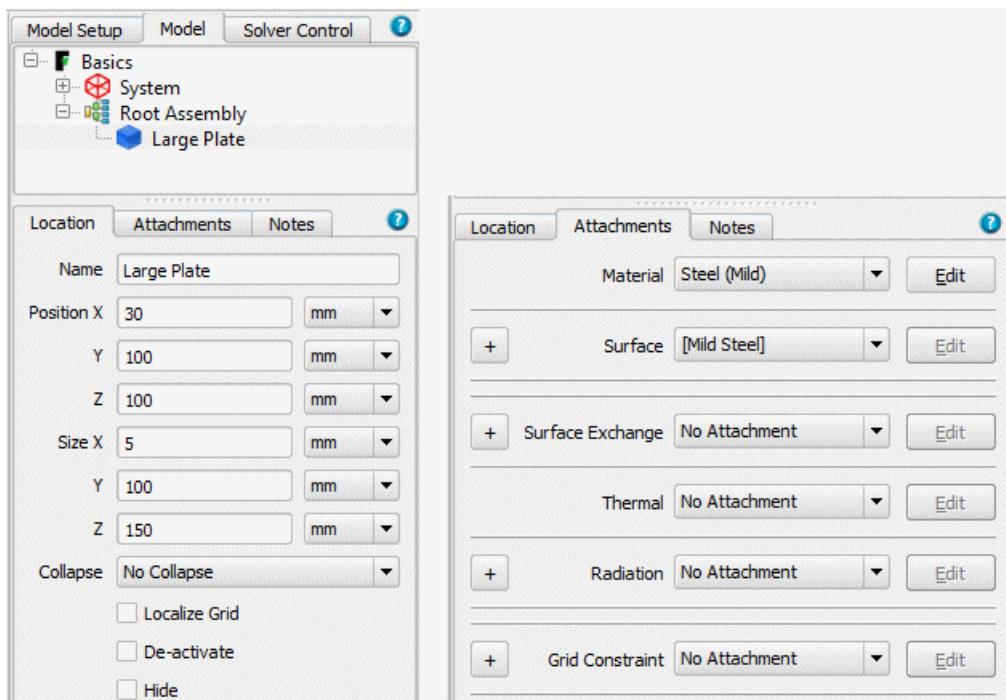 Model Setup Model Solver Control ?
Basics
System
Root Assembly
Large Plate
Location Attachments Notes ?
Name Large Plate
Position X 30 mm
Y 100 mm
Z 100 mm
Size X 5 mm
Y 100 mm
Z 150 mm
Collapse No Collapse
Localize Grid
De-activate
Hide
Location Attachments Notes ?
Material Steel (Mild) Edit
+ Surface [Mild Steel] Edit
+ Surface Exchange No Attachment Edit
Thermal No Attachment Edit
+ Radiation No Attachment Edit
+ Grid Constraint No Attachment Edit